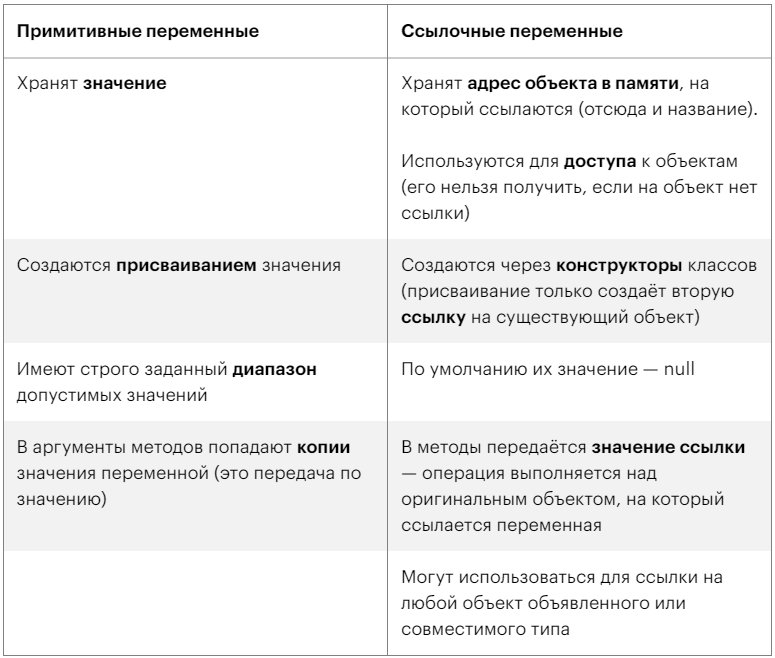 Примитивные переменные
Ссылочные переменные
Хранят значение
Хранят адрес объекта в памяти, на
который ссылаются (отсюда и название).
Используются для доступа к объектам
(его нельзя получить, если на объект нет
ссылки)
Создаются присваиванием значения
Создаются через конструкторы классов
(присваивание только создаёт вторую
ссылку на существующий объект)
Имеют строго заданный диапазон
допустимых значений
По умолчанию их значение — null
В аргументы методов попадают копии
значения переменной (это передача по
значению)
В методы передаётся значение ссылки
— операция выполняется над
оригинальным объектом, на который
ссылается переменная
Могут использоваться для ссылки на
любой объект объявленного или
совместимого типа